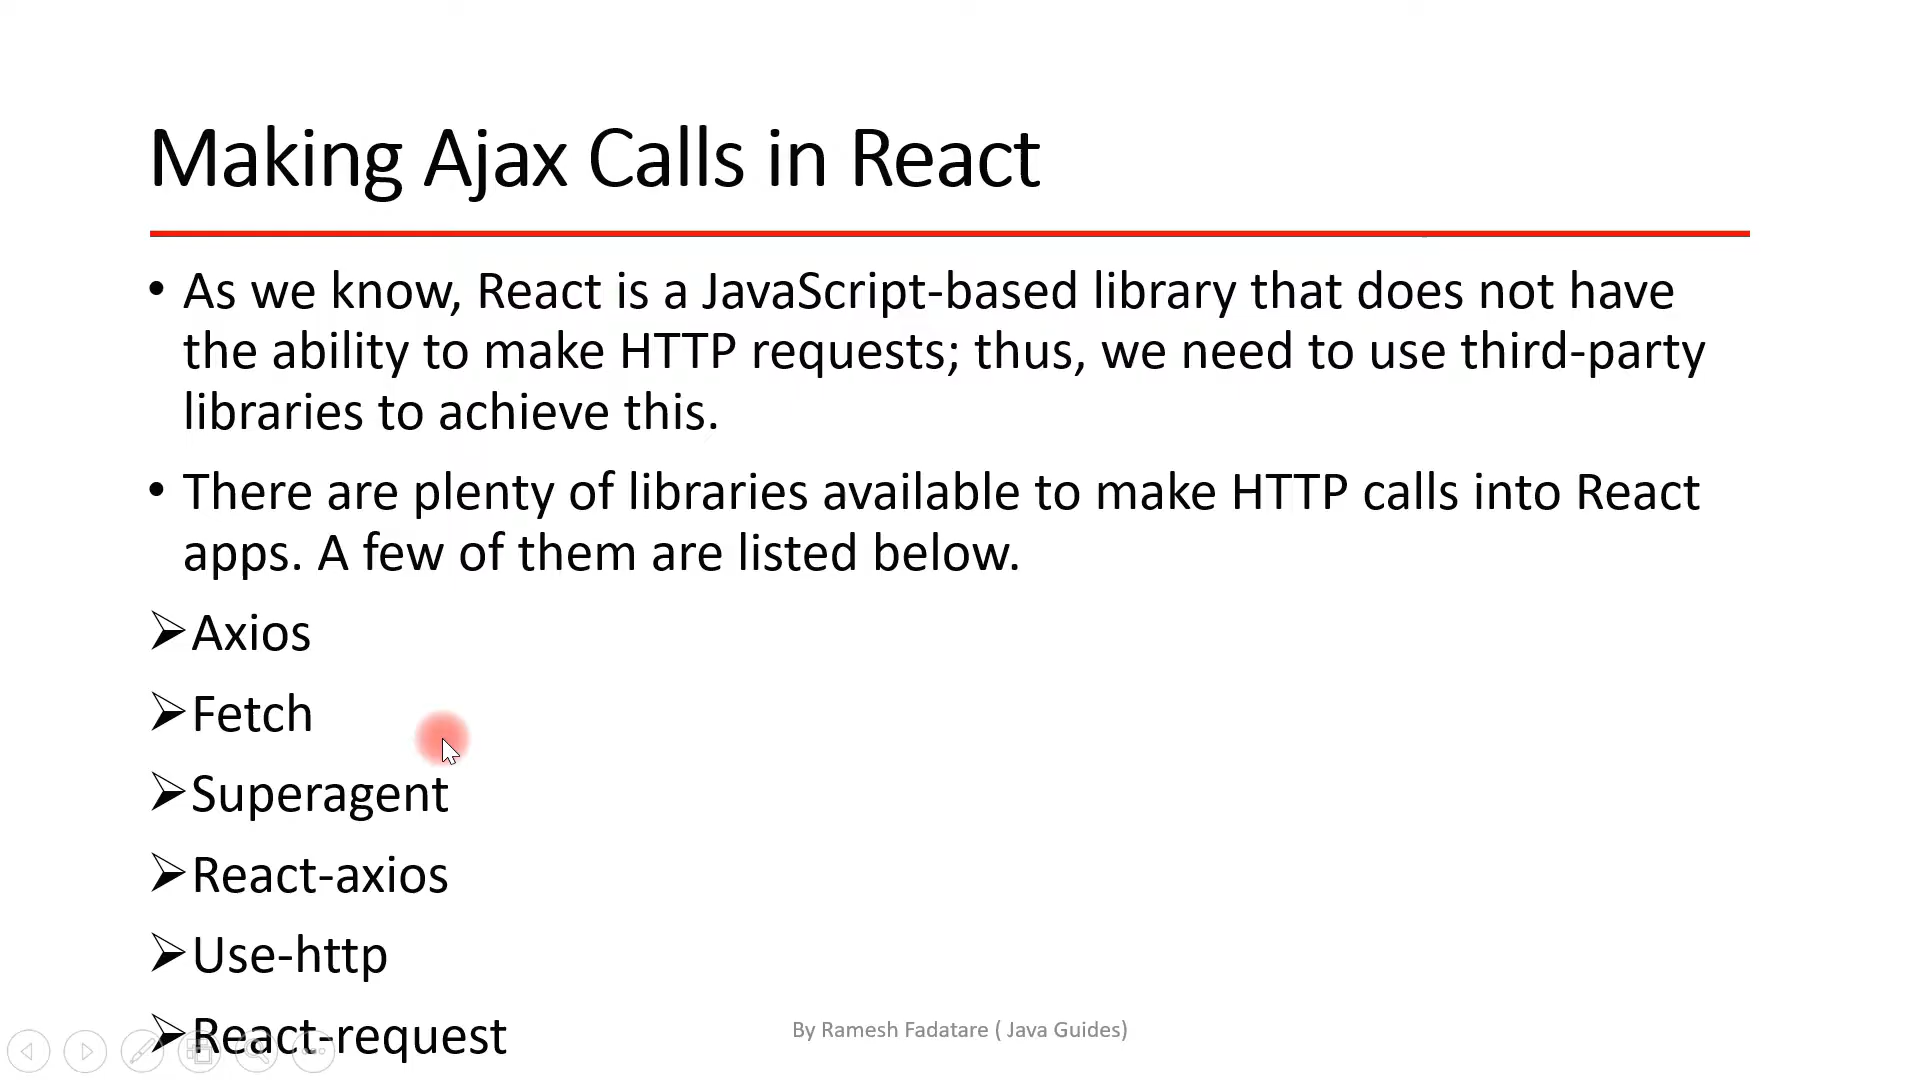 Making Ajax Calls in React
• As we know, React is a JavaScript-based library that does not have
the ability to make HTTP requests; thus, we need to use third-party
libraries to achieve this.
• There are plenty of libraries available to make HTTP calls into React
apps. A few of them are listed below.
➢Axios
➢Fetch
➢Superagent
➢React-axios
➢Use-http
➢React-request
By Ramesh Fadatare ( Java Guides)